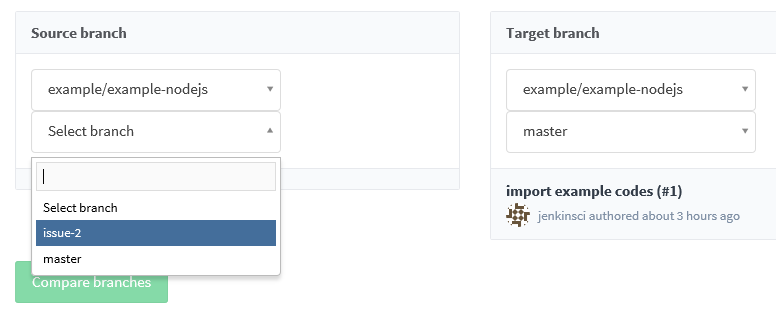 Source branch
example/example-nodejs
Select branch
Select branch
issue-2
master
Compare branches
Target branch
example/example-nodejs
master
import example codes (#1)
jenkinsci authored about 3 hours ago